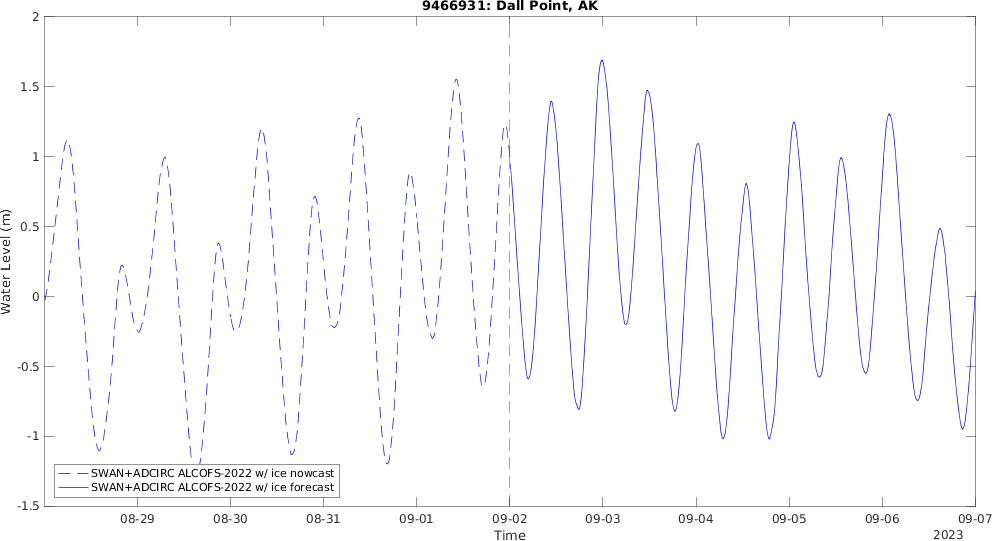 9466931: Dall Point, AK
2
1.5
1
0.5
0
-0.5
-1
-1.5
Water Level (m)
SWAN+ADCIRC ALCOFS-2022 w/ ice nowcast
SWAN+ADCIRC ALCOFS-2022 w/ ice forecast
08-29 08-30 08-31 09-01 09-02 09-03 09-04 09-05 09-06 09-07
Time
2023